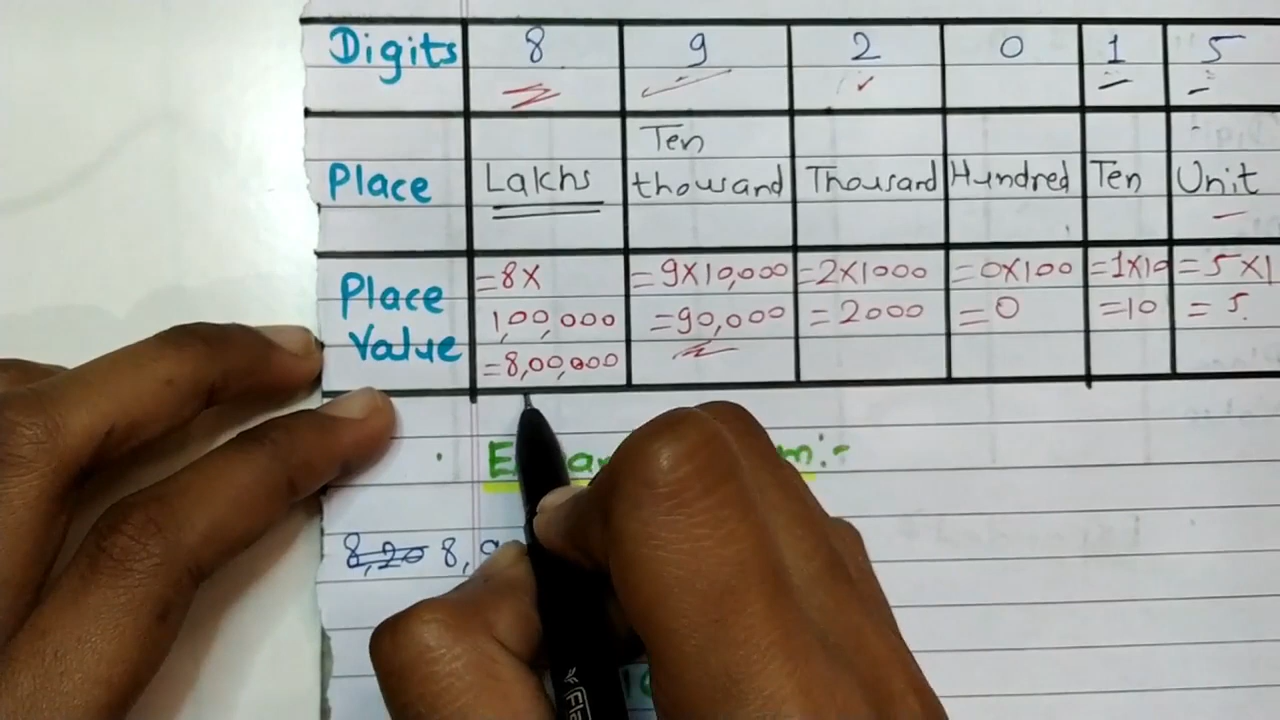 Digits 8 9 2 0 1 5
Ten
Place Lakhs thousand Thousand Hundred Ten Unit
Place =8X =9X10,000 =2X1000 =0X100 =1X10 =5X1
1,00,000 =90,000 =2000 =0 =10 =5.
Value =8,00,000
8,20 8,9